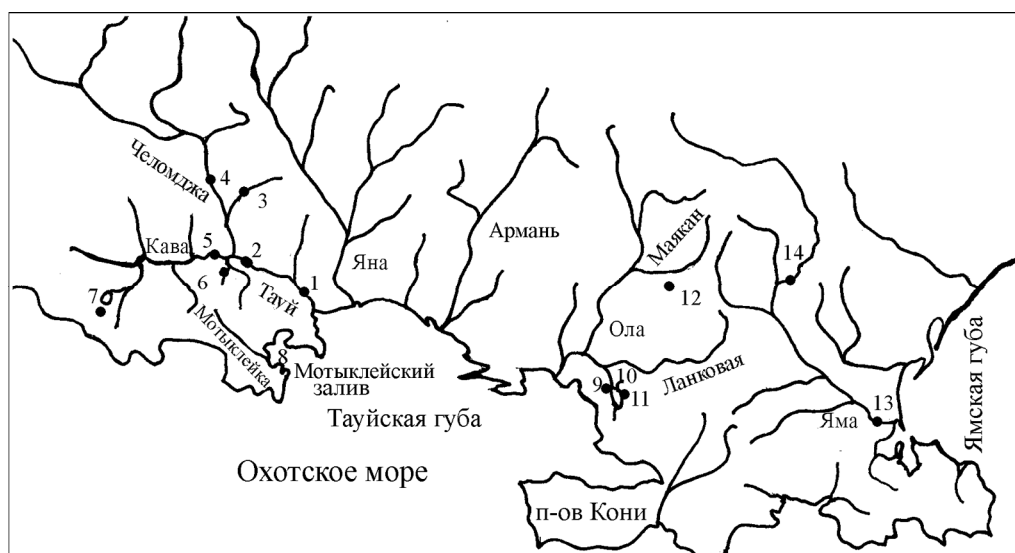 Челомджа
4
3
Кава
5
2
6
Тауй
1
7
Мотыклейка
8
Мотыклейский
залив
Яна
Армань
Тауйская губа
Охотское море
Маякан
12
14
Ола
Ланковая
9
10
11
Яма
13
Ямская губа
п-ов Кони